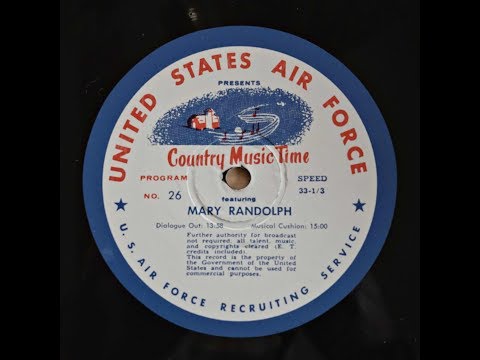 UNITED STATES AIR FORCE
PRESENTS
Country Music Time
PROGRAM
NO. 26
SPEED
33-1/3
featuring
MARY RANDOLPH
Dialogue Out: 13:58 Musical Cushion: 15:00
Further authority for broadcast
not required, all talent, music,
and copyrights cleared (E. T.
credits included).
This record is the property of
the Government of the United
States and cannot be used for
commercial purposes.
★ U. S. AIR FORCE RECRUITING SERVICE ★